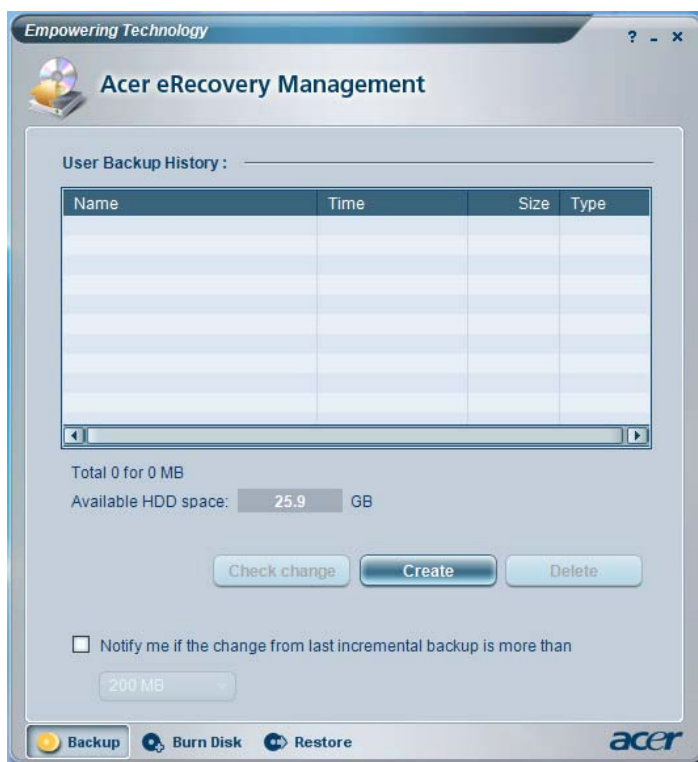 Empowering Technology
? - x
Acer eRecovery Management
User Backup History :
Name Time Size Type
Total 0 for 0 MB
Available HDD space: 25.9 GB
Check change Create Delete
Notify me if the change from last incremental backup is more than
200 MB
Backup Burn Disk Restore acer